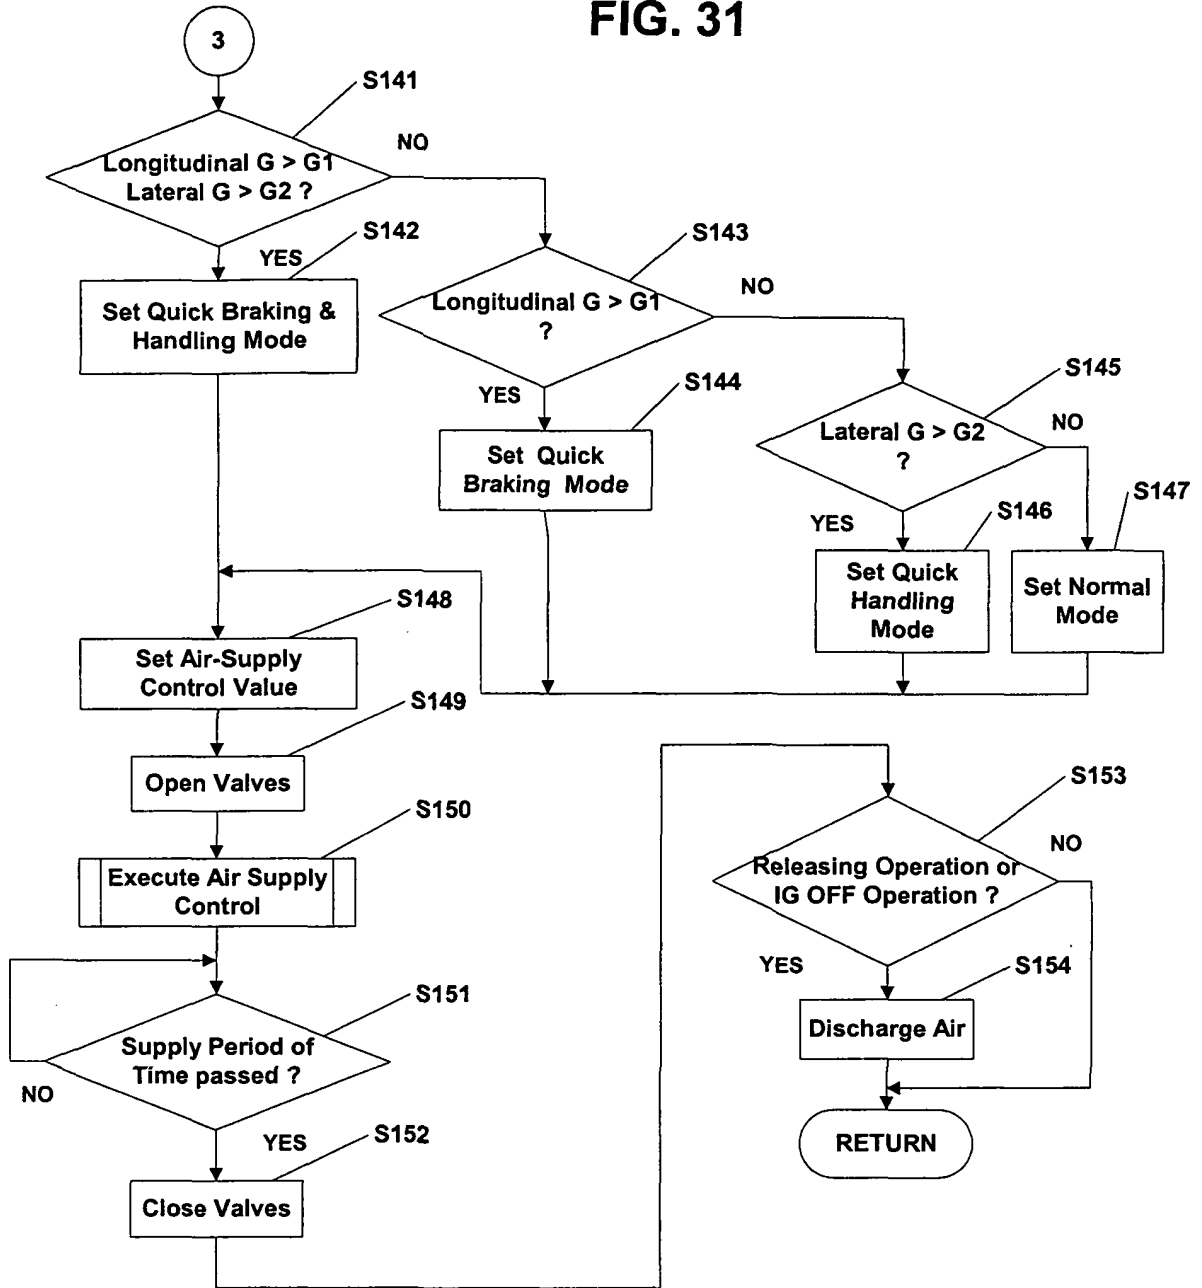 FIG. 31
3
S141
Longitudinal G > G1
Lateral G > G2 ?
NO
YES
S142
Set Quick Braking &
Handling Mode
S143
Longitudinal G > G1
?
NO
YES
S144
Set Quick
Braking Mode
S145
Lateral G > G2
?
NO
YES
S146
Set Quick
Handling
Mode
S147
Set Normal
Mode
S148
Set Air-Supply
Control Value
S149
Open Valves
S150
Execute Air Supply
Control
S151
Supply Period of
Time passed ?
NO
YES
S152
Close Valves
S153
Releasing Operation or
IG OFF Operation ?
NO
YES
S154
Discharge Air
RETURN